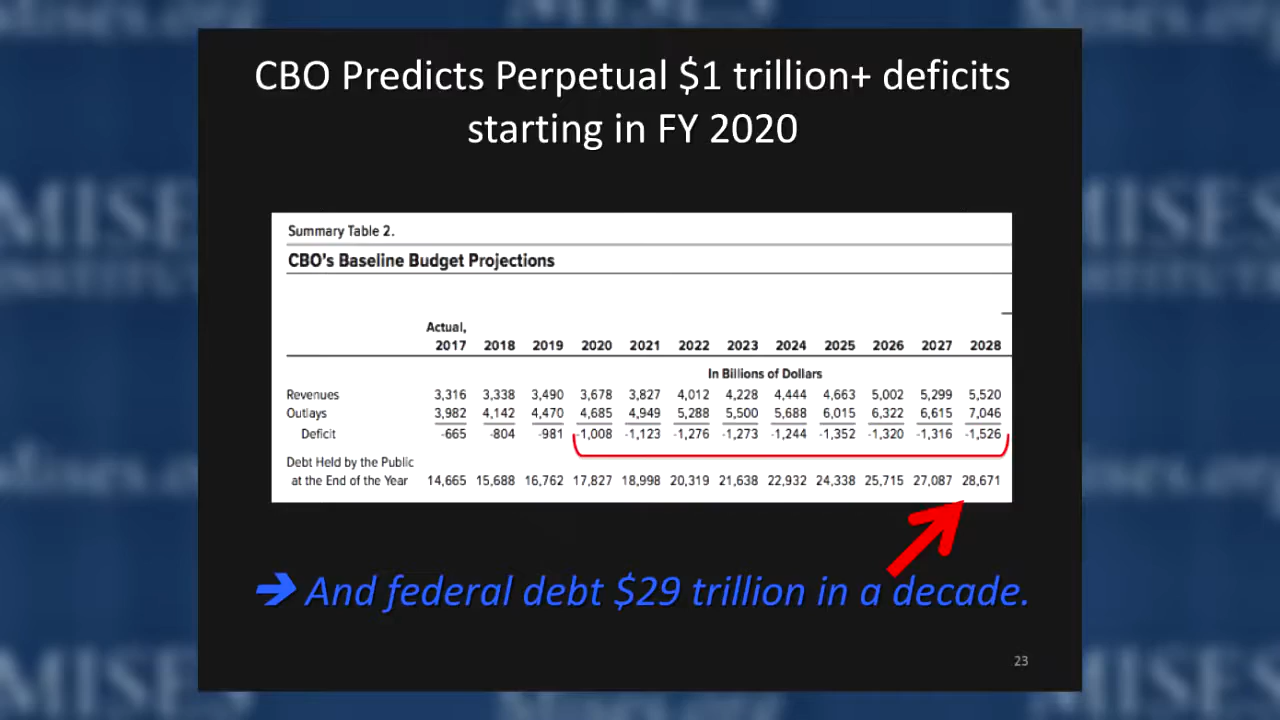 CBO Predicts Perpetual $1 trillion+ deficits
starting in FY 2020
Summary Table 2.
CBO's Baseline Budget Projections
Actual,
2017 2018 2019 2020 2021 2022 2023 2024 2025 2026 2027 2028
In Billions of Dollars
Revenues 3,316 3,338 3,490 3,678 3,827 4,012 4,228 4,444 4,663 5,002 5,299 5,520
Outlays 3,982 4,142 4,470 4,685 4,949 5,288 5,500 5,688 6,015 6,322 6,615 7,046
Deficit -665 -804 -981 -1,008 -1,123 -1,276 -1,273 -1,244 -1,352 -1,320 -1,316 -1,526
Debt Held by the Public
at the End of the Year 14,665 15,688 16,762 17,827 18,998 20,319 21,638 22,932 24,338 25,715 27,087 28,671
And federal debt $29 trillion in a decade.
23
MISES
MISES
MISES
MISES